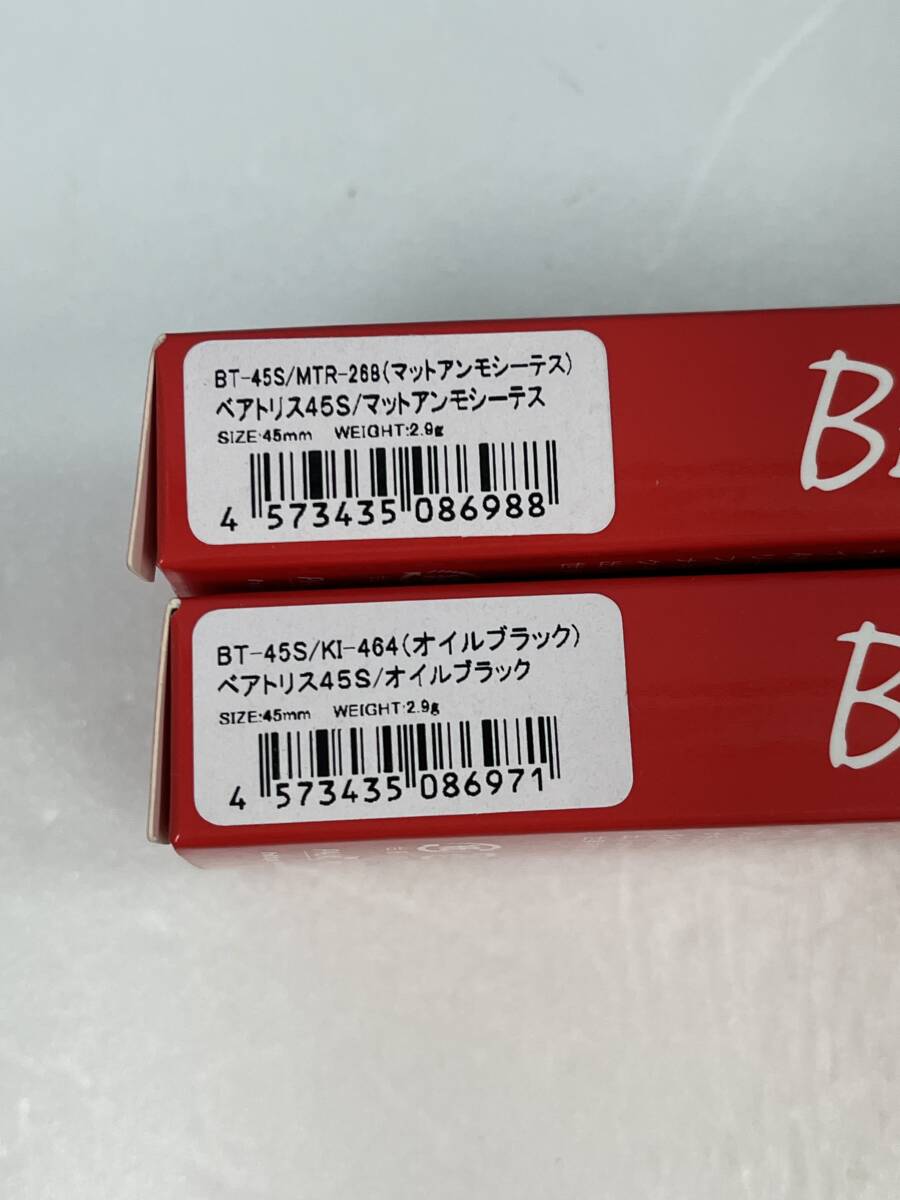 BT-45S/MTR-268(マットアンモシーテス)
ベアトリス45S/マットアンモシーテス
SIZE:45mm WEIGHT:2.9g
4 573435 086988
BT-45S/KI-464(オイルブラック)
ベアトリス45S/オイルブラック
SIZE:45mm WEIGHT:2.9g
4 573435 086971